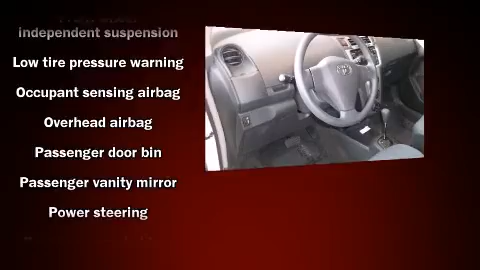 independent suspension
Low tire pressure warning
Occupant sensing airbag
Overhead airbag
Passenger door bin
Passenger vanity mirror
Power steering